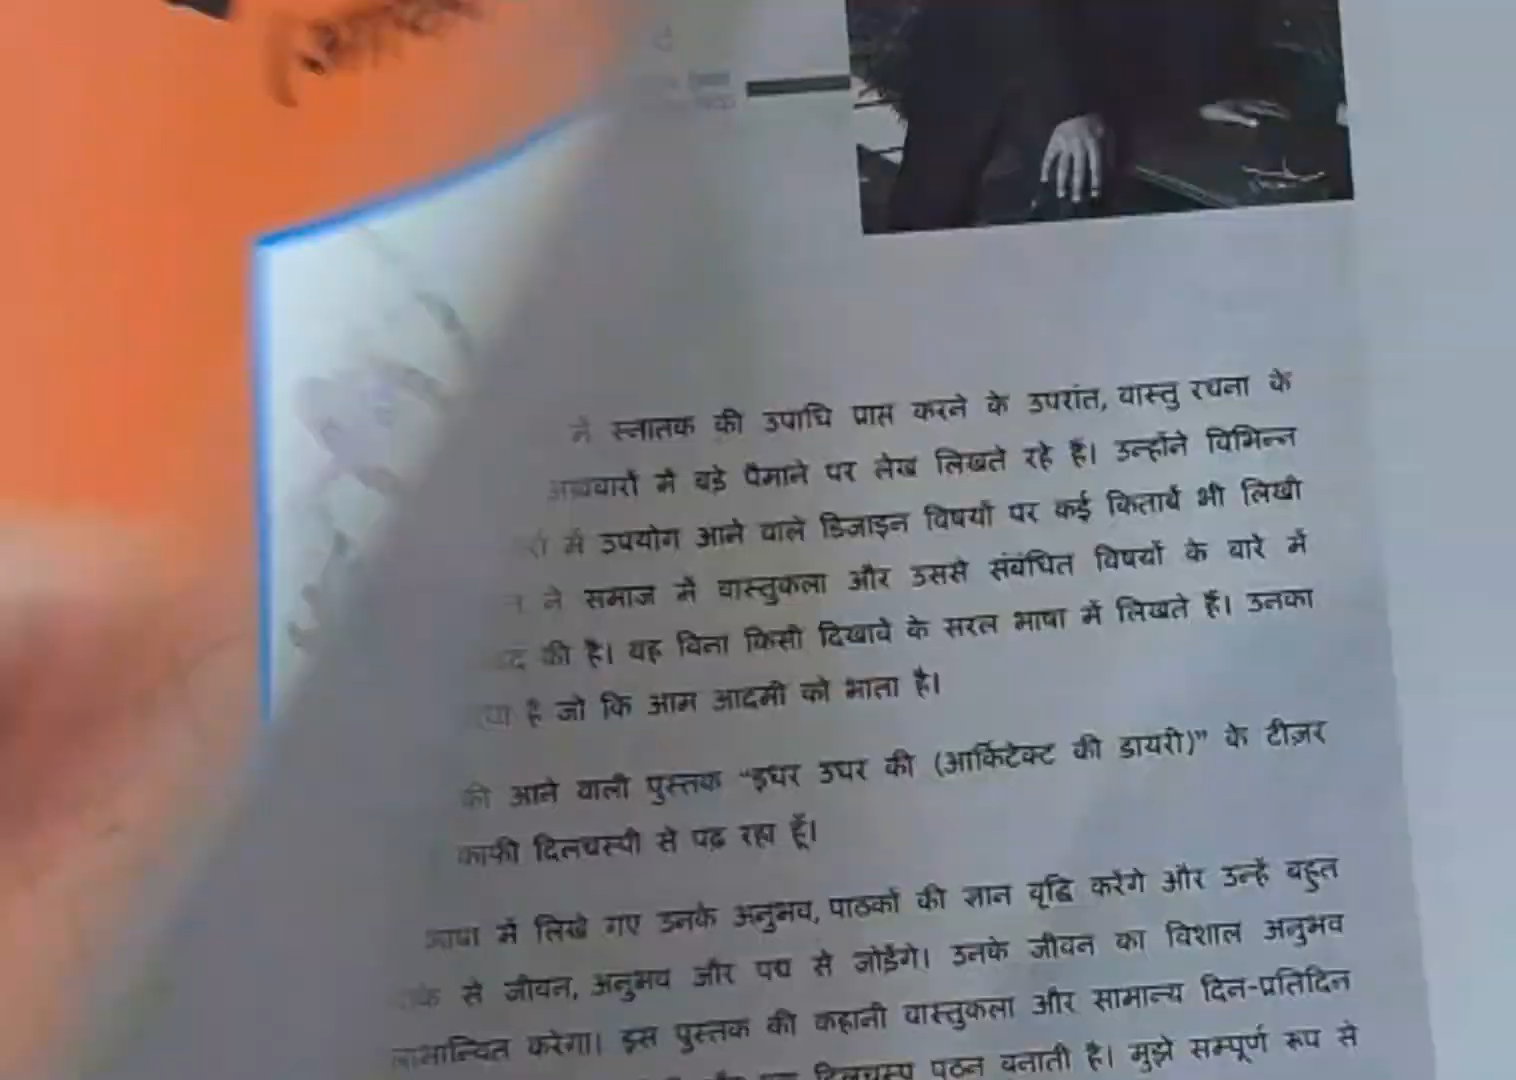 ने स्नातक की उपाधि प्राप्त करने के उपरांत, वास्तु रचना के
अखबारों में बड़े पैमाने पर लेख लिखते रहे हैं। उन्होंने विभिन्न
में उपयोग आने वाले डिजाइन विषयों पर कई किताबें भी लिखी
ने समाज में वास्तुकला और उससे संबंधित विषयों के बारे में
की है। वह बिना किसी दिखावे के सरल भाषा में लिखते हैं। उनका
है जो कि आम आदमी को भाता है।
की आने वाली पुस्तक "इधर उधर की (आर्किटेक्ट की डायरी)" के टीज़र
काफी दिलचस्पी से पढ़ रहा हूँ।
भाषा में लिखे गए उनके अनुभव, पाठकों की ज्ञान वृद्धि करेंगे और उन्हें बहुत
से जीवन, अनुभव और पद्य से जोड़ेंगे। उनके जीवन का विशाल अनुभव
लाभान्वित करेगा। इस पुस्तक की कहानी वास्तुकला और सामान्य दिन-प्रतिदिन
दिलचस्प पठन बनाती है। मुझे सम्पूर्ण रूप से